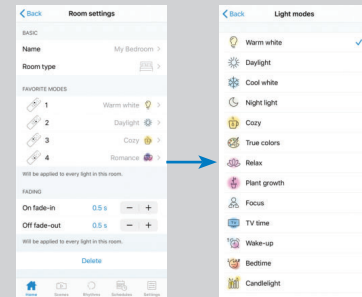 Back Room settings
BASIC
Name My Bedroom
Room type
FAVORITE MODES
1 Warm white
2 Daylight
3 Cozy
4 Romance
Will be applied to every light in this room.
FADING
On fade-in 0.5 s − +
Off fade-out 0.5 s − +
Will be applied to every light in this room.
Delete
Home Scenes Rhythms Schedules Settings
Back Light modes
Warm white
Daylight
Cool white
Night light
Cozy
True colors
Relax
Plant growth
Focus
TV time
Wake-up
Bedtime
Candlelight